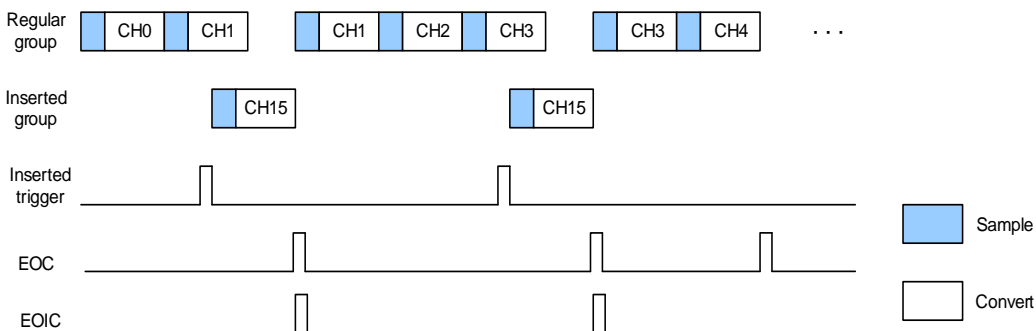 Regular
group
CH0 CH1 CH1 CH2 CH3 CH3 CH4 . . .
Inserted
group
CH15 CH15
Inserted
trigger
Sample
EOC
Convert
EOIC